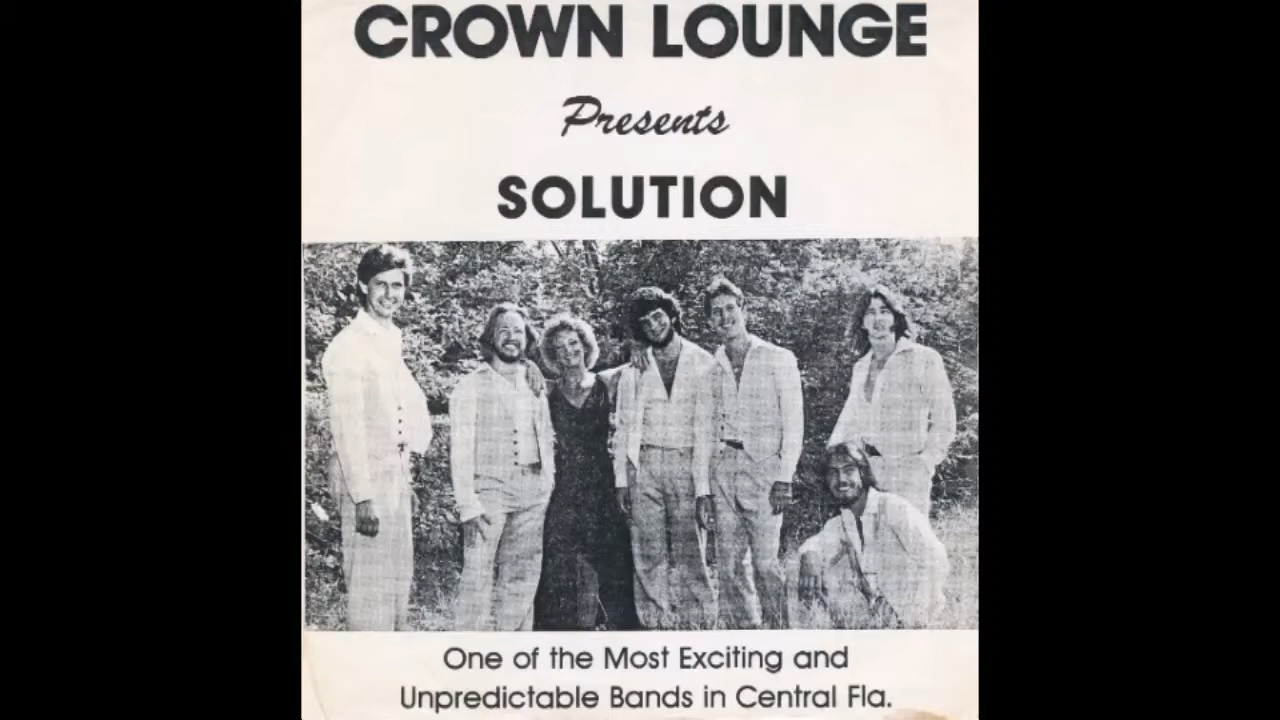 CROWN LOUNGE
Presents
SOLUTION
One of the Most Exciting and
Unpredictable Bands in Central Fla.